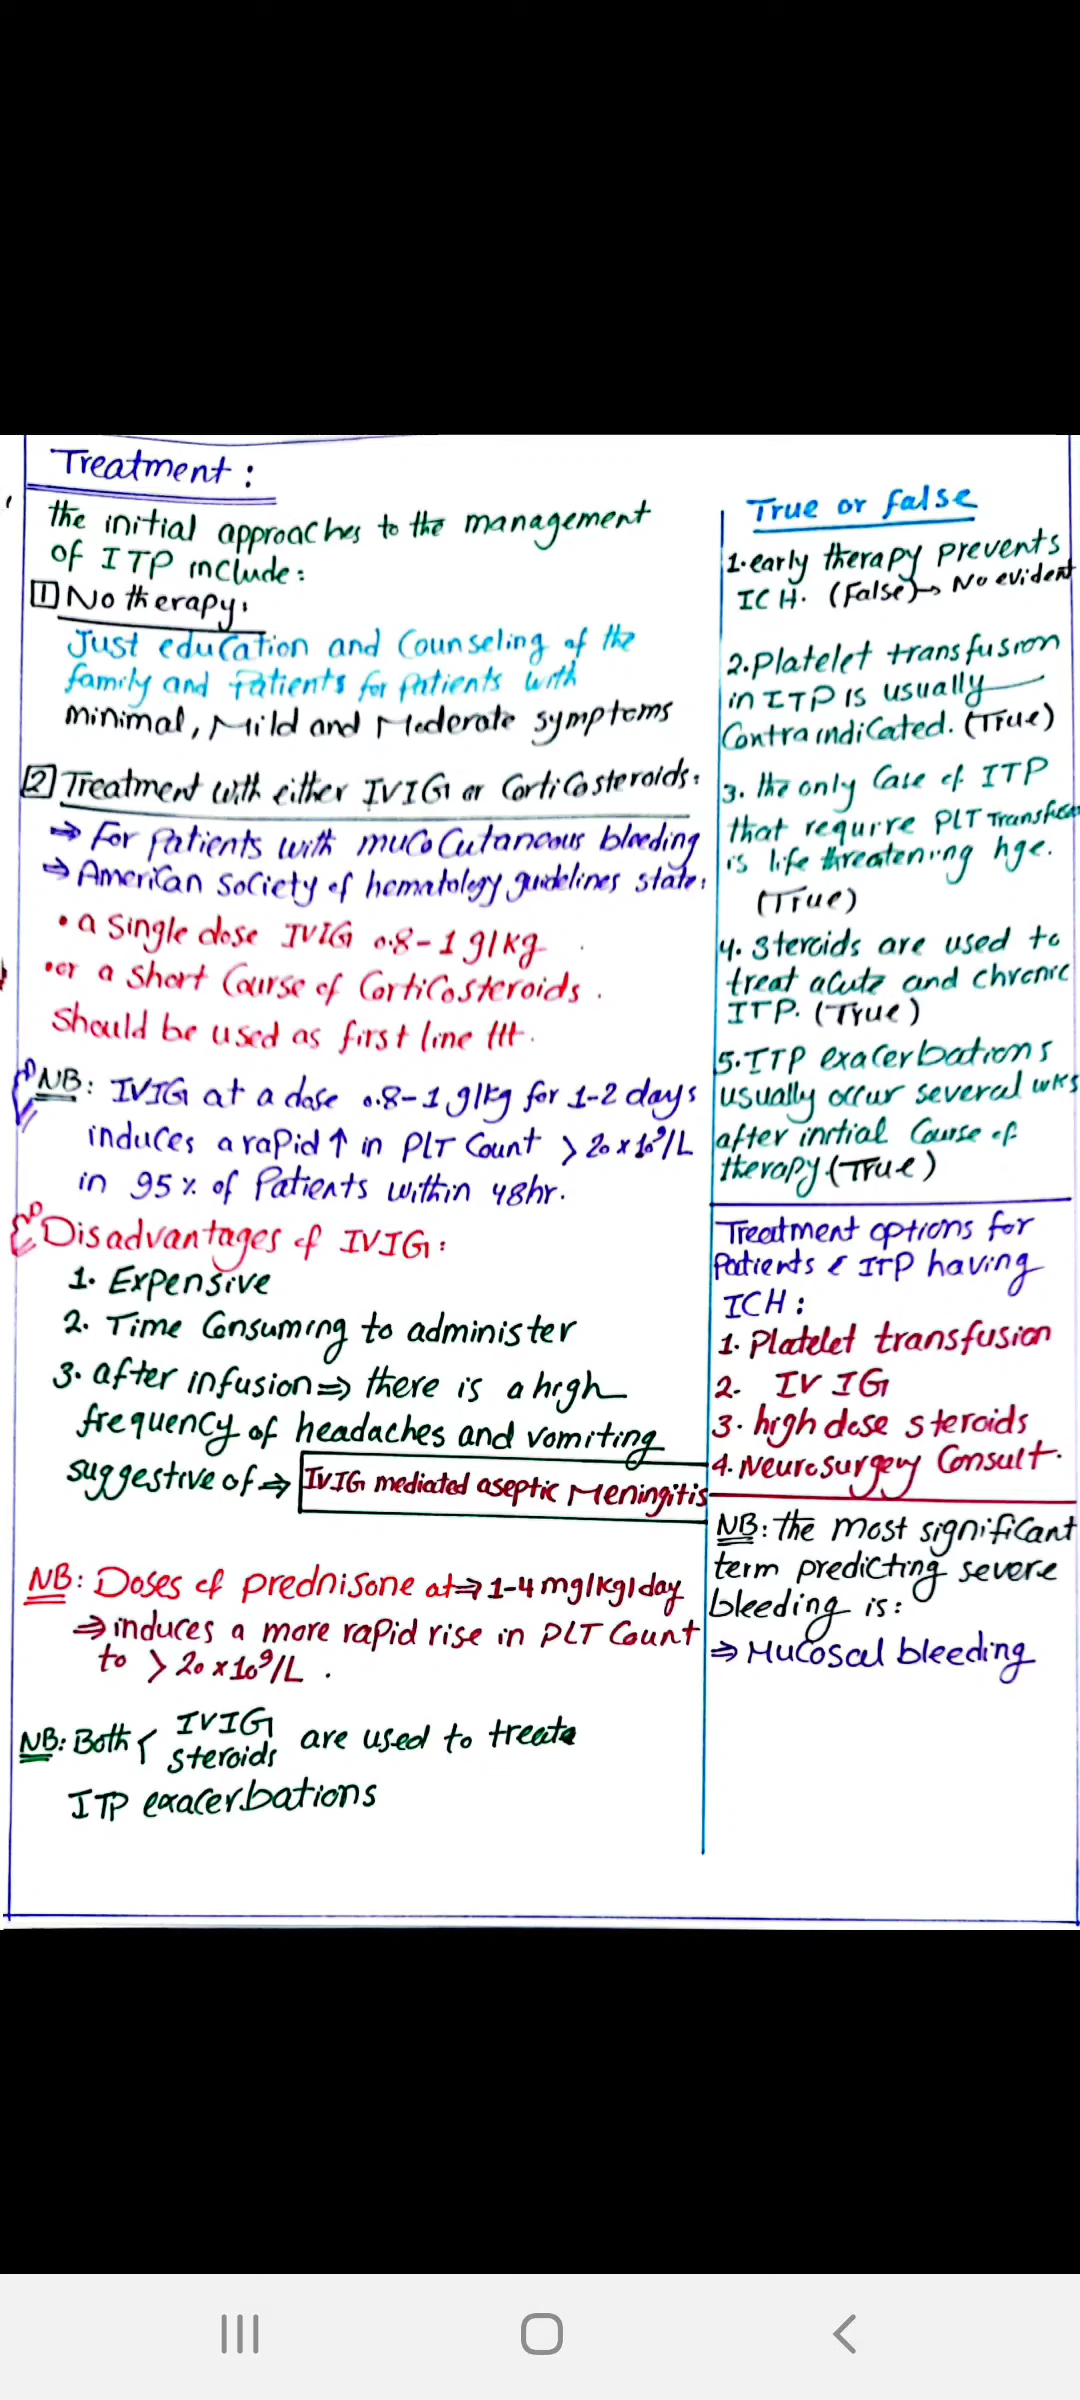 Treatment:
the initial approaches to the management
of ITP include:
1 No therapy:
Just education and Counseling of the
family and Patients for patients with
minimal, Mild and Moderate symptoms
2 Treatment with either IVIG or Corticosteroids:
⇒ For patients with mucocutaneous bleeding
⇒ American society of hematology guidelines state:
• a single dose IVIG 0.8-1 g/kg
• or a short Course of Corticosteroids.
should be used as first line ttt.
NB: IVIG at a dose 0.8-1 g/kg for 1-2 days
induces a rapid ↑ in PLT Count > 20 x 10⁹/L
in 95% of Patients within 48hr.
Disadvantages of IVIG:
1. Expensive
2. Time Consuming to administer
3. after infusion ⇒ there is a high
frequency of headaches and vomiting
suggestive of ⇒ IVIG mediated aseptic Meningitis
NB: Doses of prednisone at ⇒ 1-4 mg/kg/day
⇒ induces a more rapid rise in PLT Count
to > 20 x 10⁹/L.
NB: Both { IVIG
steroids are used to treat
ITP exacerbations
True or false
1. early therapy prevents
ICH. (False) → No evident
2. Platelet transfusion
in ITP is usually
Contraindicated. (True)
3. the only Case of ITP
that require PLT Transfusion
is life threatening hge.
(True)
4. Steroids are used to
treat acute and chronic
ITP. (True)
5. ITP exacerbations
usually occur several wks
after initial Course of
therapy (True)
Treatment options for
Patients c ITP having
ICH:
1. Platelet transfusion
2. IVIG
3. high dose steroids
4. Neurosurgery Consult.
NB: the most significant
term predicting severe
bleeding is:
⇒ Mucosal bleeding